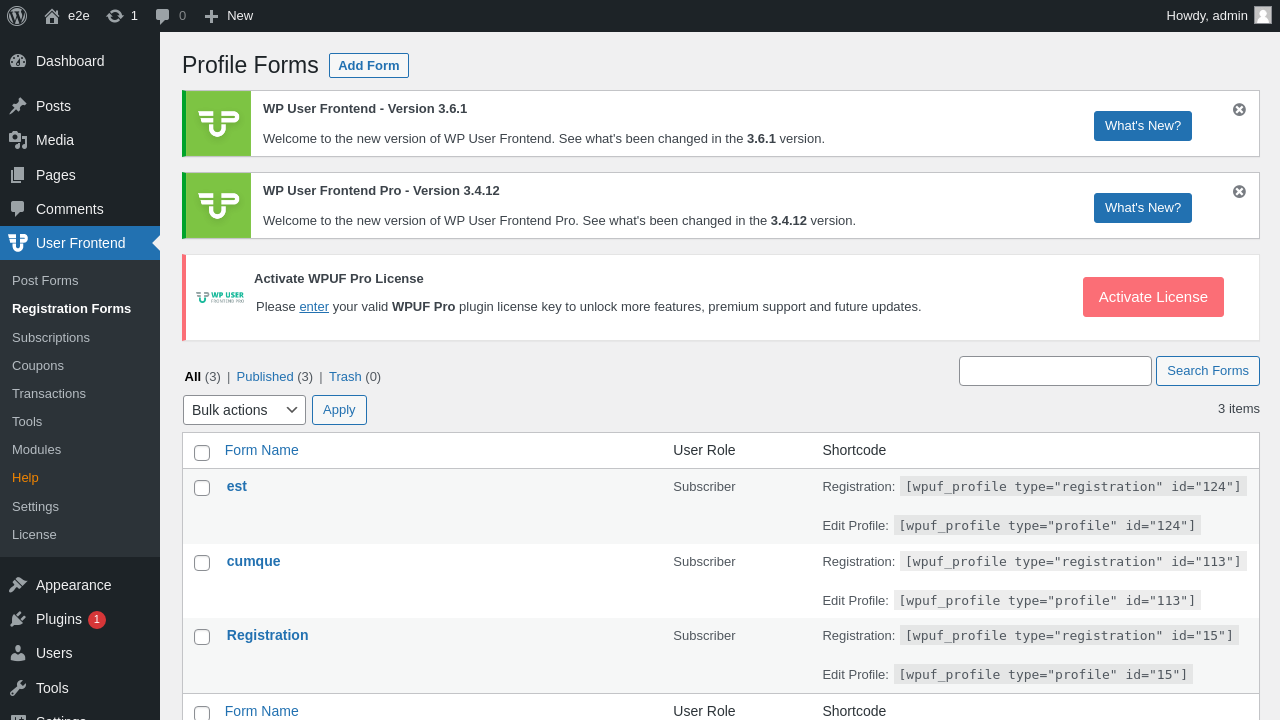 e2e
1
0
New
Howdy, admin
Dashboard
Posts
Media
Pages
Comments
User Frontend
Post Forms
Registration Forms
Subscriptions
Coupons
Transactions
Tools
Modules
Help
Settings
License
Appearance
Plugins 1
Users
Tools
Settings
Profile Forms
Add Form
WP User Frontend - Version 3.6.1
Welcome to the new version of WP User Frontend. See what's been changed in the 3.6.1 version.
What's New?
WP User Frontend Pro - Version 3.4.12
Welcome to the new version of WP User Frontend Pro. See what's been changed in the 3.4.12 version.
What's New?
WP USER
FRONTEND PRO
Activate WPUF Pro License
Please enter your valid WPUF Pro plugin license key to unlock more features, premium support and future updates.
Activate License
All (3) | Published (3) | Trash (0)
Search Forms
Bulk actions
Apply
3 items
Form Name User Role Shortcode
est Subscriber Registration: [wpuf_profile type="registration" id="124"]
Edit Profile: [wpuf_profile type="profile" id="124"]
cumque Subscriber Registration: [wpuf_profile type="registration" id="113"]
Edit Profile: [wpuf_profile type="profile" id="113"]
Registration Subscriber Registration: [wpuf_profile type="registration" id="15"]
Edit Profile: [wpuf_profile type="profile" id="15"]
Form Name User Role Shortcode